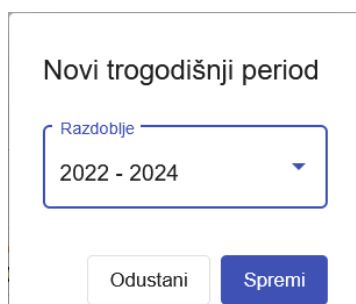 Novi trogodišnji period
Razdoblje
2022 - 2024
Odustani
Spremi